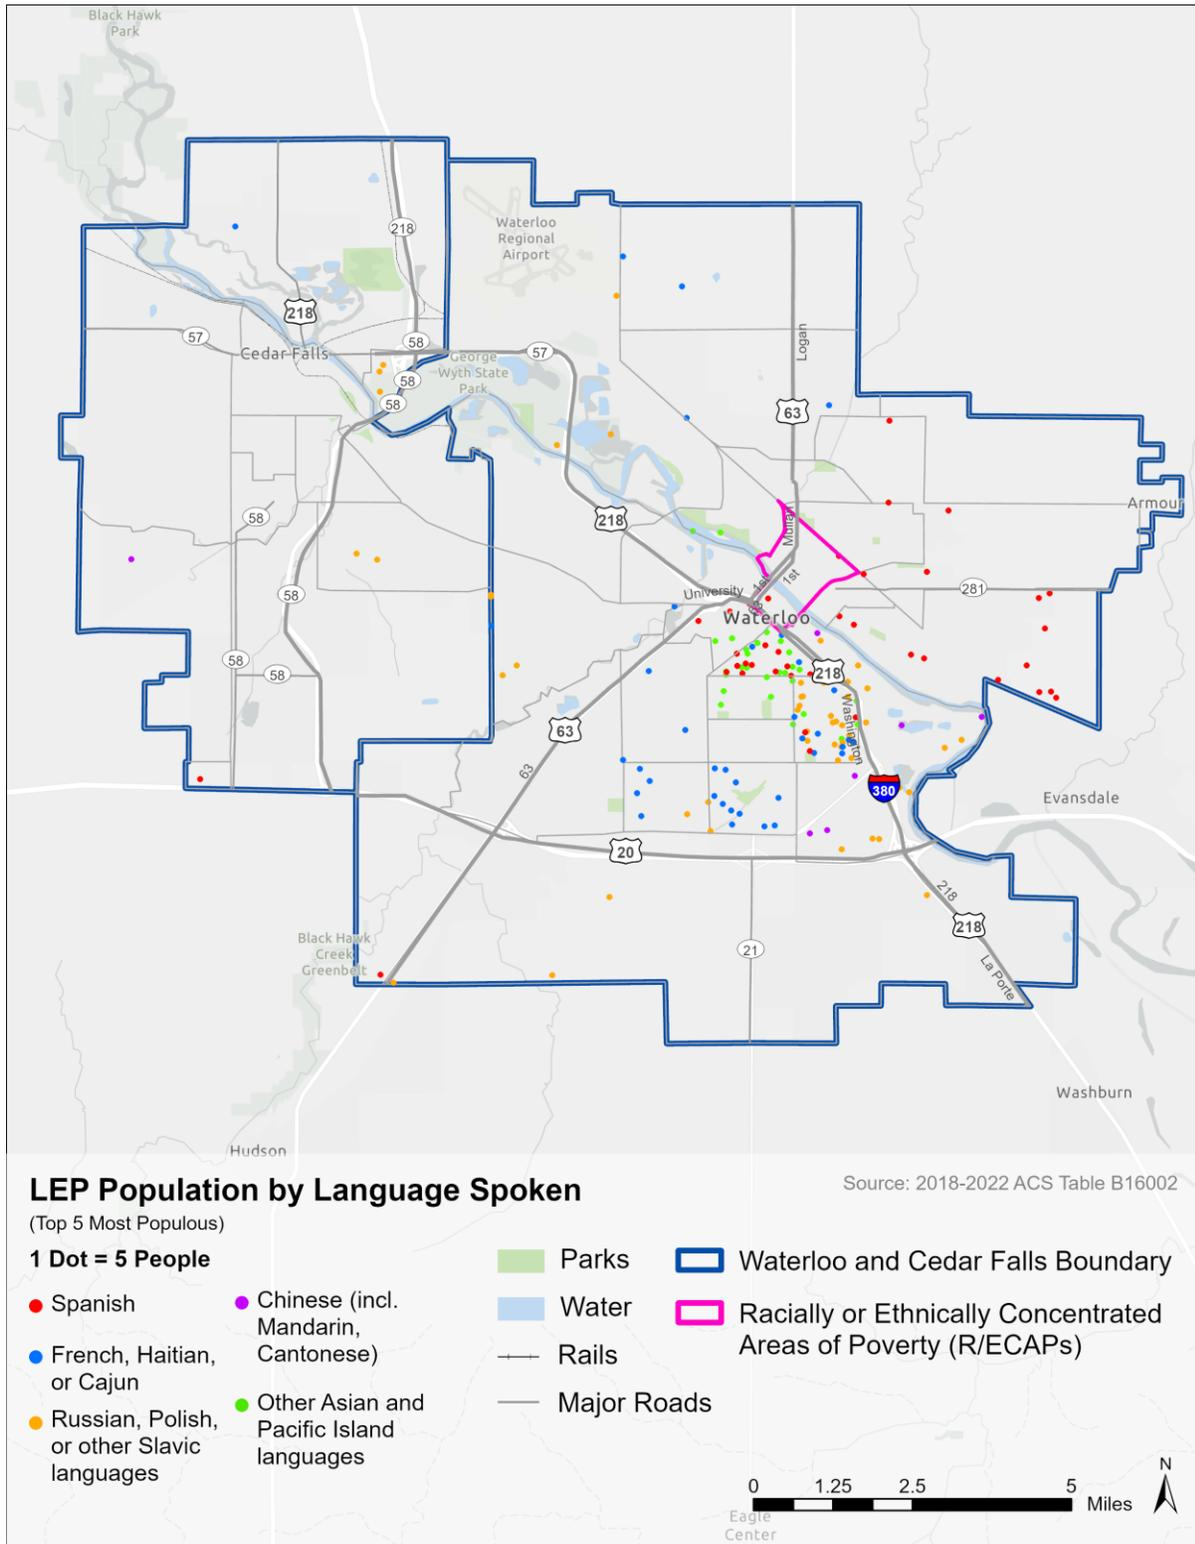 Black Hawk
Park
218
Waterloo
Regional
Airport
218
57
Cedar Falls
58
57
Logan
George
Wyth State
Park
58
58
63
Armour
58
218
Mullan
58
1st
1st
University
281
63
Waterloo
58
58
218
Washington
63
63
380
Evansdale
20
218
218
21
Black Hawk
Creek
Greenbelt
La Porte
Washburn
Hudson
LEP Population by Language Spoken
Source: 2018-2022 ACS Table B16002
(Top 5 Most Populous)
1 Dot = 5 People
Spanish
French, Haitian,
or Cajun
Russian, Polish,
or other Slavic
languages
Chinese (incl.
Mandarin,
Cantonese)
Other Asian and
Pacific Island
languages
Parks
Water
Rails
Major Roads
Waterloo and Cedar Falls Boundary
Racially or Ethnically Concentrated
Areas of Poverty (R/ECAPs)
N
0 1.25 2.5 5
Miles
Eagle
Center